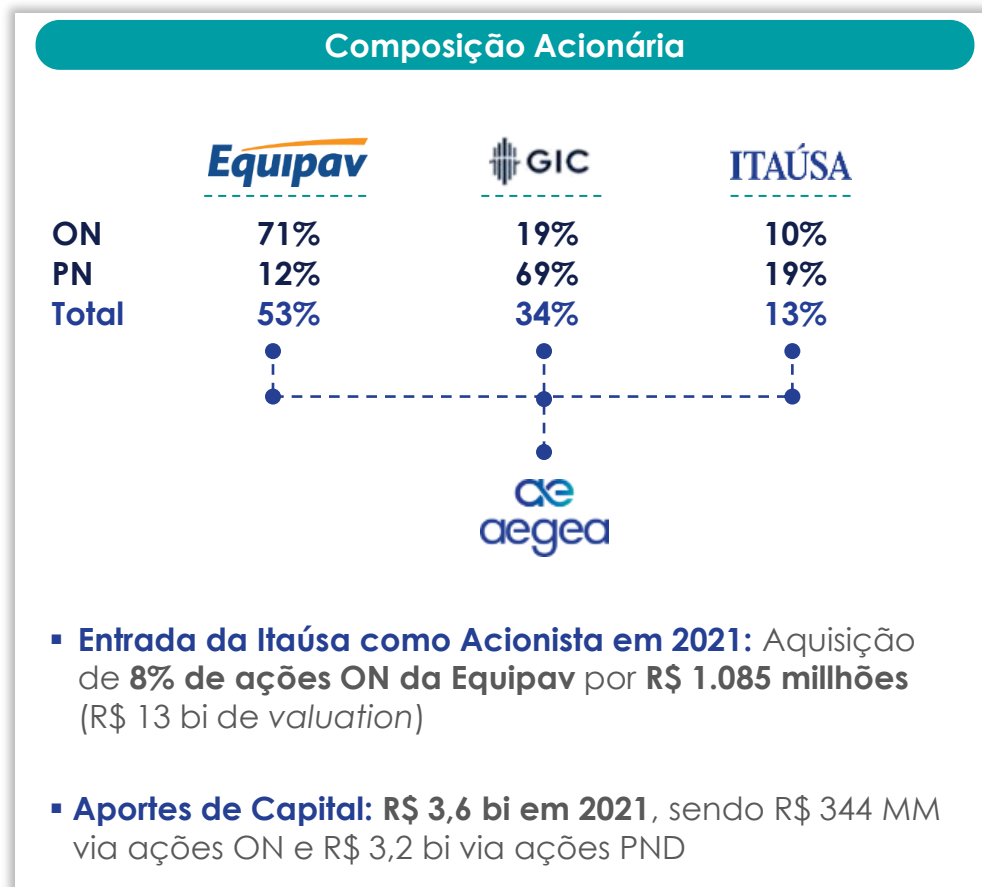 Composição Acionária
Equipav GIC ITAÚSA
ON 71% 19% 10%
PN 12% 69% 19%
Total 53% 34% 13%
ae
aegea
▪ Entrada da Itaúsa como Acionista em 2021: Aquisição
de 8% de ações ON da Equipav por R$ 1.085 millhões
(R$ 13 bi de valuation)
▪ Aportes de Capital: R$ 3,6 bi em 2021, sendo R$ 344 MM
via ações ON e R$ 3,2 bi via ações PND